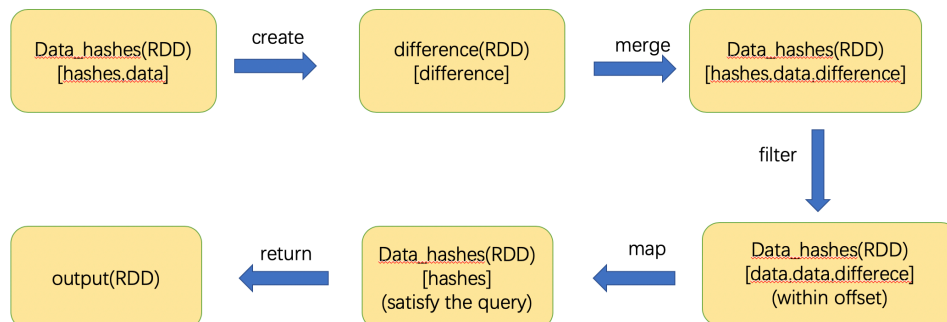 Data_hashes(RDD)
[hashes,data]
create
difference(RDD)
[difference]
merge
Data_hashes(RDD)
[hashes,data,difference]
filter
Data_hashes(RDD)
[data,data,differece]
(within offset)
map
Data_hashes(RDD)
[hashes]
(satisfy the query)
return
output(RDD)